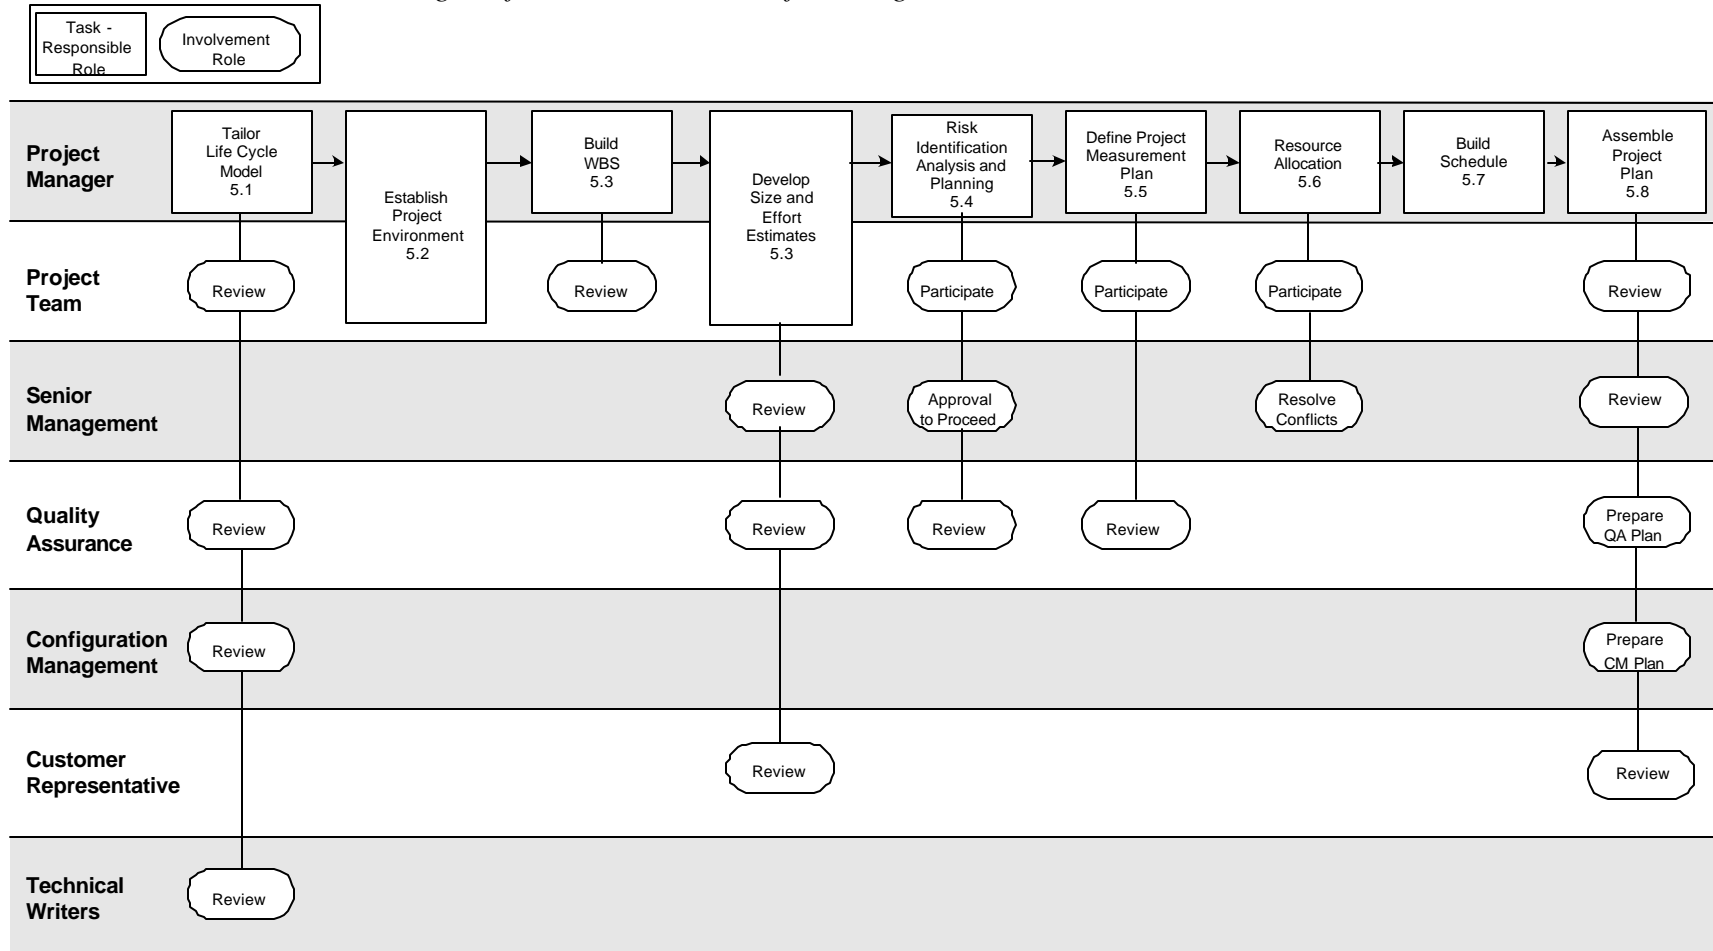 Task -
Responsible
Role
Involvement
Role
Project
Manager
Tailor
Life Cycle
Model
5.1
Establish
Project
Environment
5.2
Build
WBS
5.3
Develop
Size and
Effort
Estimates
5.3
Risk
Identification
Analysis and
Planning
5.4
Define Project
Measurement
Plan
5.5
Resource
Allocation
5.6
Build
Schedule
5.7
Assemble
Project
Plan
5.8
Project
Team
Review
Review
Participate
Participate
Participate
Review
Senior
Management
Review
Approval
to Proceed
Resolve
Conflicts
Review
Quality
Assurance
Review
Review
Review
Review
Prepare
QA Plan
Configuration
Management
Review
Prepare
CM Plan
Customer
Representative
Review
Review
Technical
Writers
Review